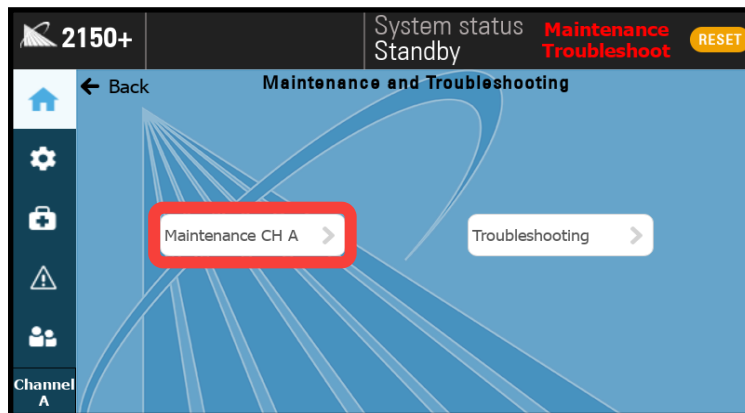 2150+
System status
Standby
Maintenance
Troubleshoot
RESET
Back
Maintenance and Troubleshooting
Maintenance CH A
Troubleshooting
Channel
A